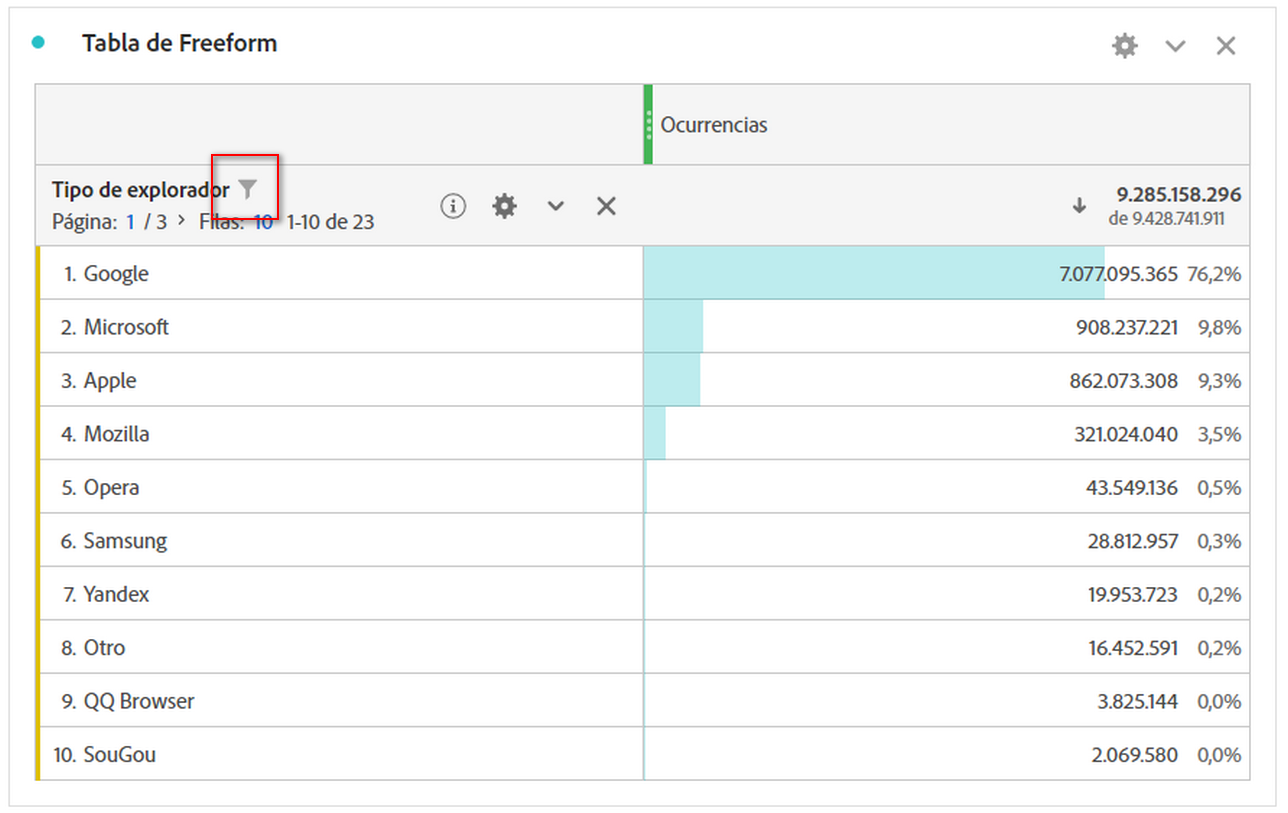 Tabla de Freeform
Ocurrencias
Tipo de explorador
Página: 1 / 3 > Filas: 10 1-10 de 23
9.285.158.296
de 9.428.741.911
1. Google 7.077.095.365 76,2%
2. Microsoft 908.237.221 9,8%
3. Apple 862.073.308 9,3%
4. Mozilla 321.024.040 3,5%
5. Opera 43.549.136 0,5%
6. Samsung 28.812.957 0,3%
7. Yandex 19.953.723 0,2%
8. Otro 16.452.591 0,2%
9. QQ Browser 3.825.144 0,0%
10. SouGou 2.069.580 0,0%